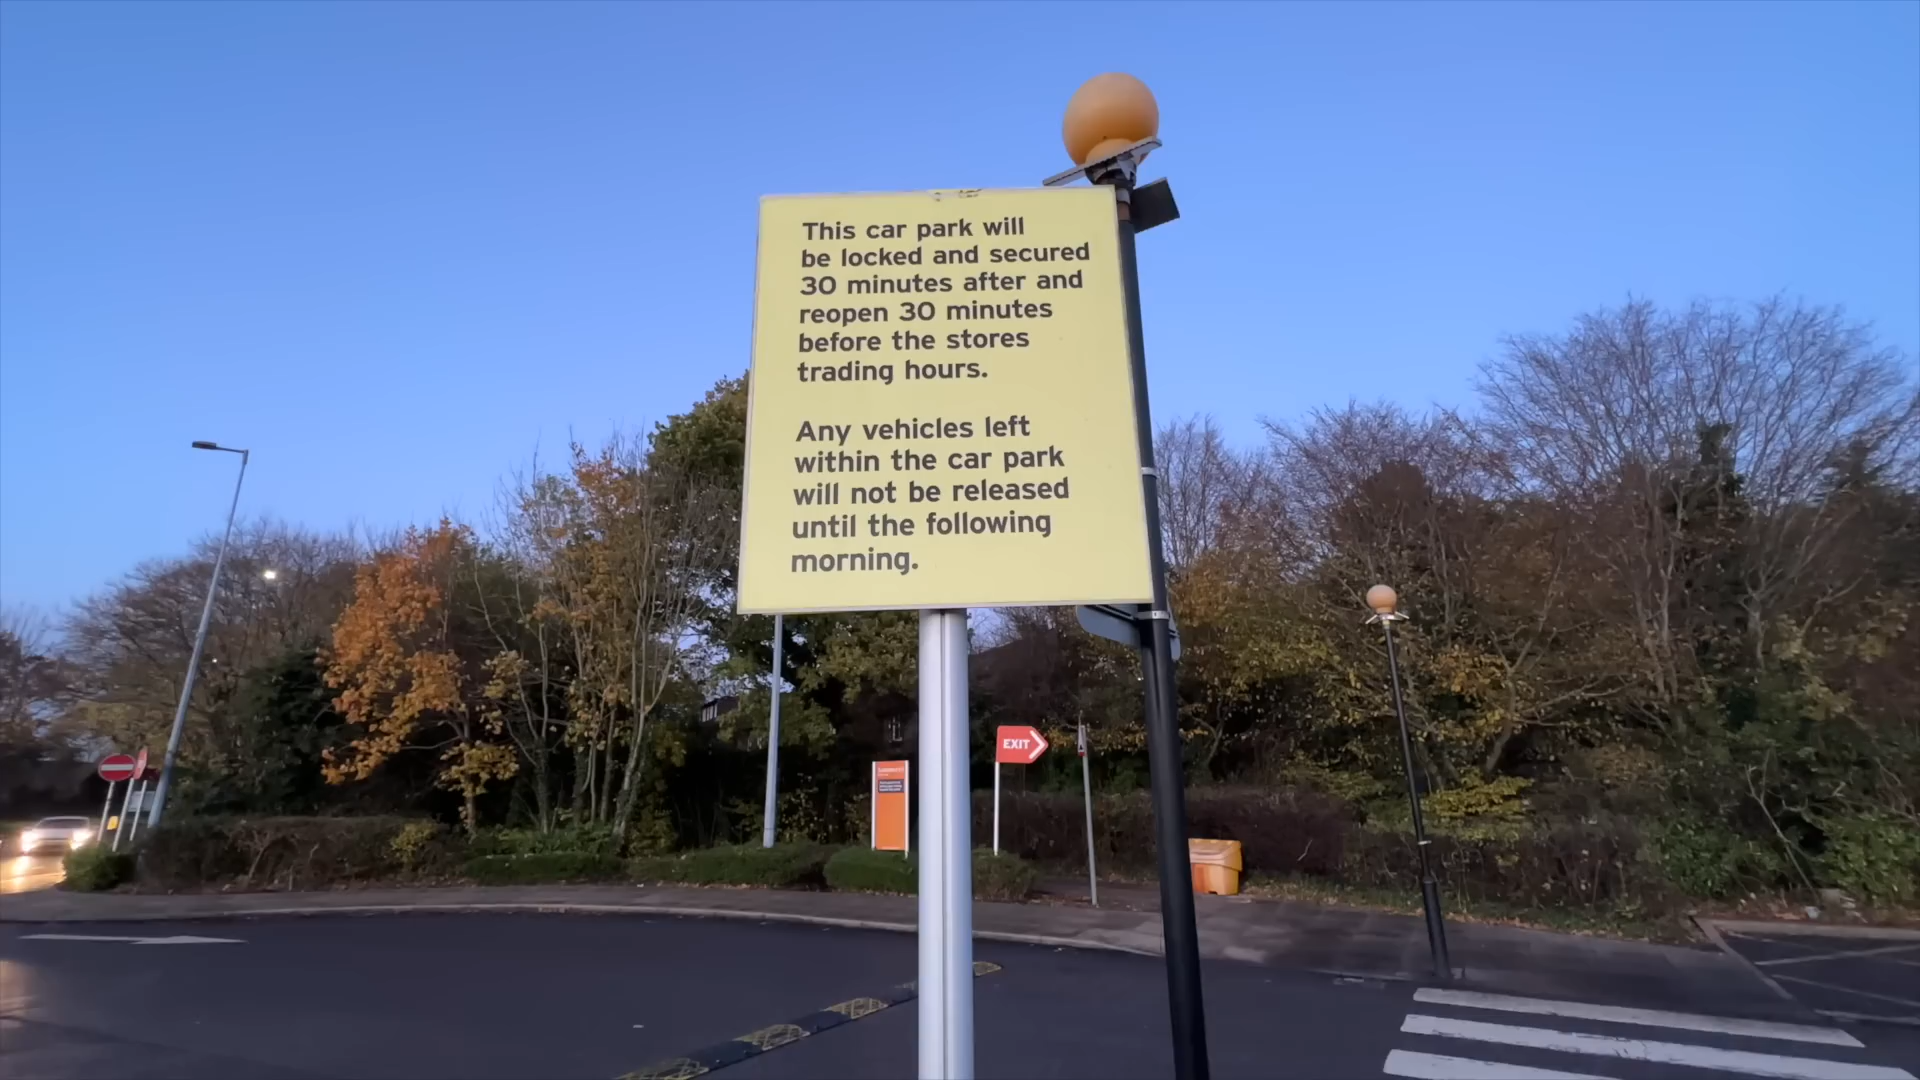 This car park will
be locked and secured
30 minutes after and
reopen 30 minutes
before the stores
trading hours.
Any vehicles left
within the car park
will not be released
until the following
morning.
EXIT